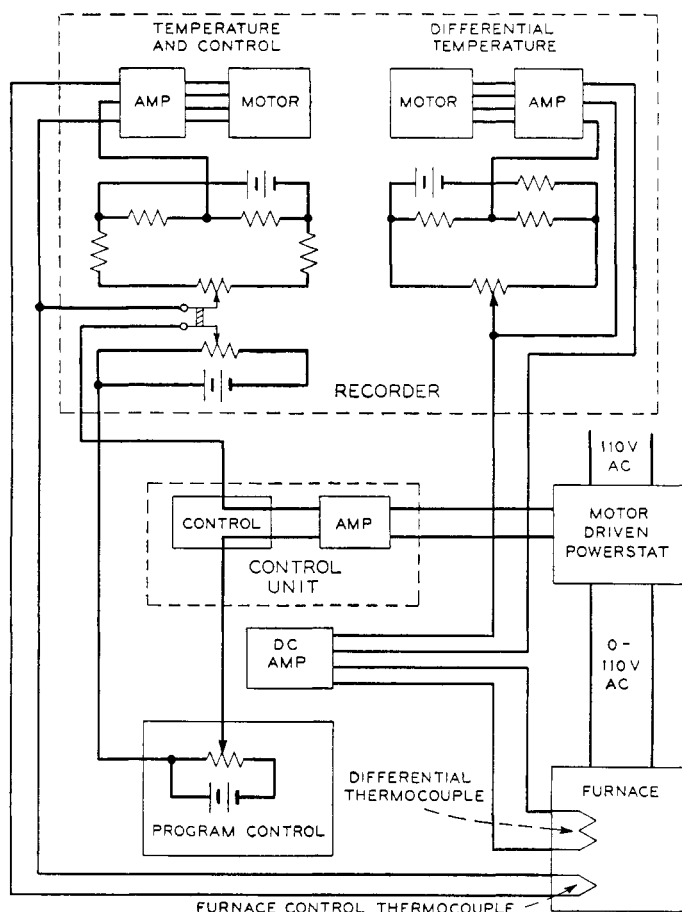 TEMPERATURE
AND CONTROL
DIFFERENTIAL
TEMPERATURE
AMP
MOTOR
MOTOR
AMP
RECORDER
110V
AC
CONTROL
AMP
CONTROL
UNIT
MOTOR
DRIVEN
POWERSTAT
DC
AMP
0-
110V
AC
PROGRAM CONTROL
DIFFERENTIAL
THERMOCOUPLE
FURNACE
FURNACE CONTROL THERMOCOUPLE